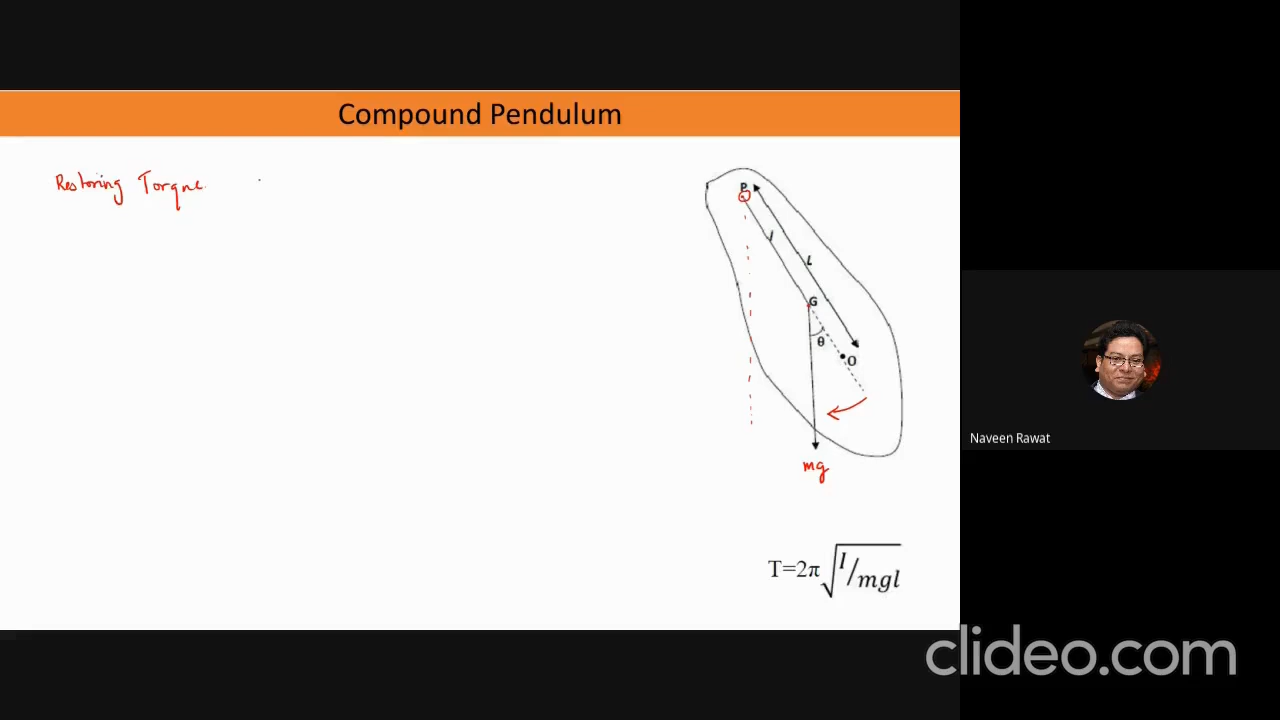 Compound Pendulum
Restoring Torque
P
l
L
G
θ
O
mg
T=2π√I/mgl
Naveen Rawat
clideo.com